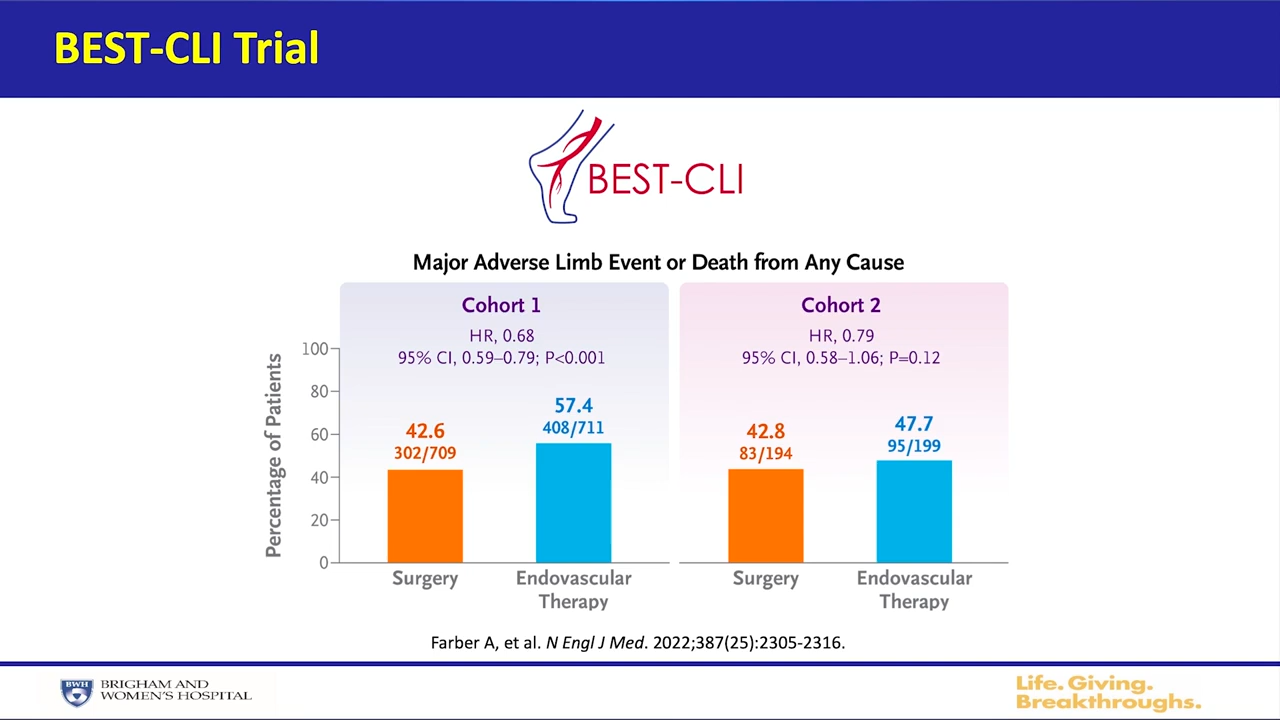 BEST-CLI Trial
BEST-CLI
Major Adverse Limb Event or Death from Any Cause
Cohort 1
HR, 0.68
95% CI, 0.59–0.79; P<0.001
Cohort 2
HR, 0.79
95% CI, 0.58–1.06; P=0.12
Percentage of Patients
100
80
60
40
20
0
42.6
302/709
57.4
408/711
42.8
83/194
47.7
95/199
Surgery
Endovascular
Therapy
Surgery
Endovascular
Therapy
Farber A, et al. N Engl J Med. 2022;387(25):2305-2316.
BWH
BRIGHAM AND
WOMEN'S HOSPITAL
Life. Giving.
Breakthroughs.